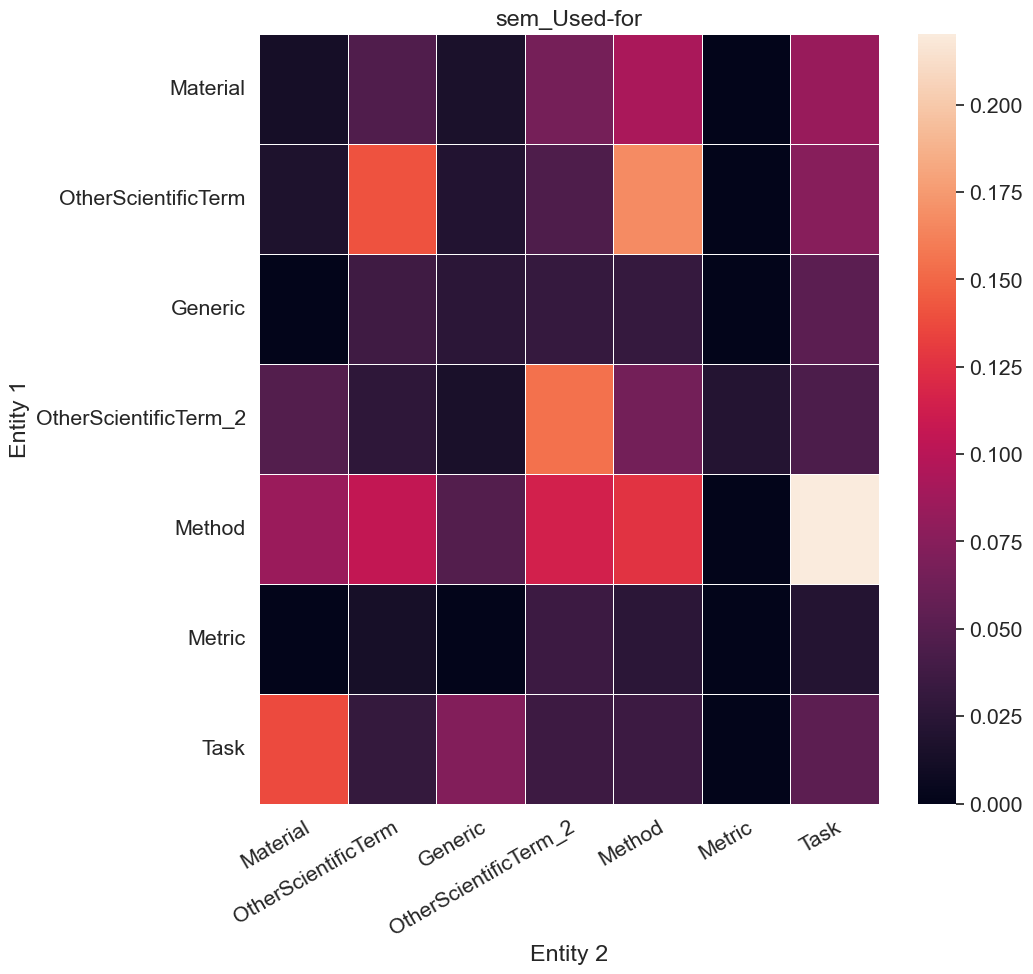 sem_Used-for
Material
OtherScientificTerm
Generic
OtherScientificTerm_2
Method
Metric
Task
Entity 1
Material
OtherScientificTerm
Generic
OtherScientificTerm_2
Method
Metric
Task
Entity 2
0.200
0.175
0.150
0.125
0.100
0.075
0.050
0.025
0.000